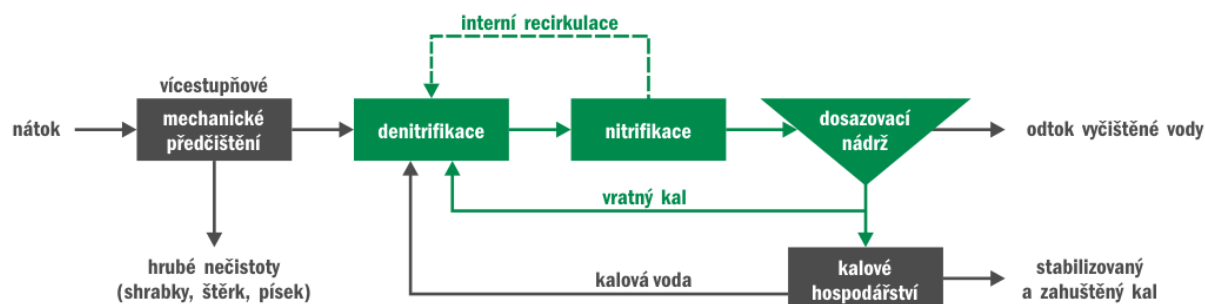 interní recirkulace
vícestupňové
nátok
mechanické
předčištění
denitrifikace
nitrifikace
dosazovací
nádrž
odtok vyčištěné vody
vratný kal
hrubé nečistoty
(shrabky, štěrk, písek)
kalová voda
kalové
hospodářství
stabilizovaný
a zahuštěný kal